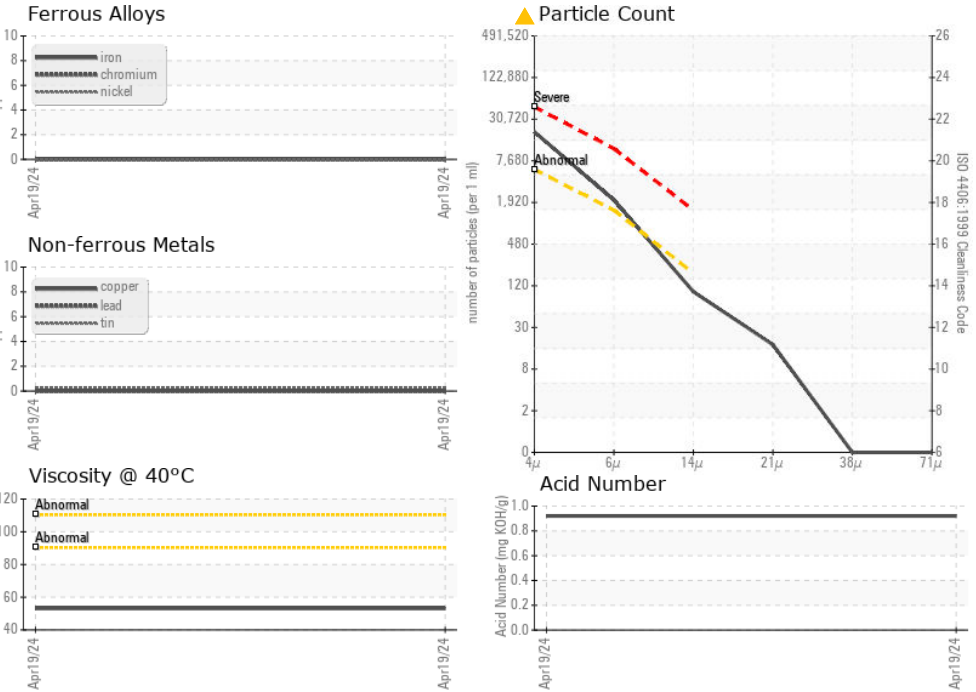 Ferrous Alloys
10
8
6
4
2
0
iron
chromium
nickel
Apr19/24
Apr19/24
Non-ferrous Metals
10
8
6
4
2
0
copper
lead
tin
Apr19/24
Apr19/24
Viscosity @ 40°C
120
100
80
60
40
Abnormal
Abnormal
Apr19/24
Apr19/24
Particle Count
number of particles (per 1 ml)
491,520
122,880
30,720
7,680
1,920
480
120
30
8
2
0
Severe
Abnormal
4µ
6µ
14µ
21µ
38µ
71µ
26
24
22
20
18
16
14
12
10
8
6
ISO 4406:1999 Cleanliness Code
Acid Number
Acid Number (mg KOH/g)
1.0
0.8
0.6
0.4
0.2
0.0
Apr19/24
Apr19/24